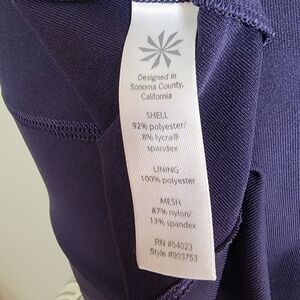 Designed in
Sonoma County,
California
SHELL
92% polyester/
8% lycra®
spandex
LINING
100% polyester
MESH
87% nylon/
13% spandex
RN #54023
Style #903753